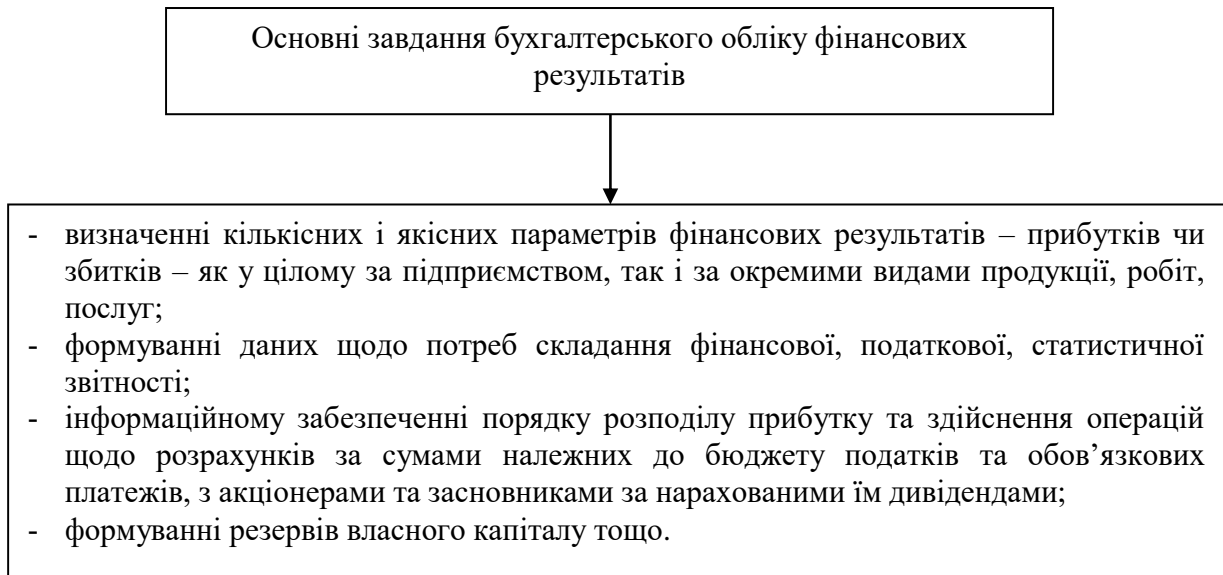 Основні завдання бухгалтерського обліку фінансових
результатів
- визначенні кількісних і якісних параметрів фінансових результатів – прибутків чи
збитків – як у цілому за підприємством, так і за окремими видами продукції, робіт,
послуг;
- формуванні даних щодо потреб складання фінансової, податкової, статистичної
звітності;
- інформаційному забезпеченні порядку розподілу прибутку та здійснення операцій
щодо розрахунків за сумами належних до бюджету податків та обов’язкових
платежів, з акціонерами та засновниками за нарахованими їм дивідендами;
- формуванні резервів власного капіталу тощо.